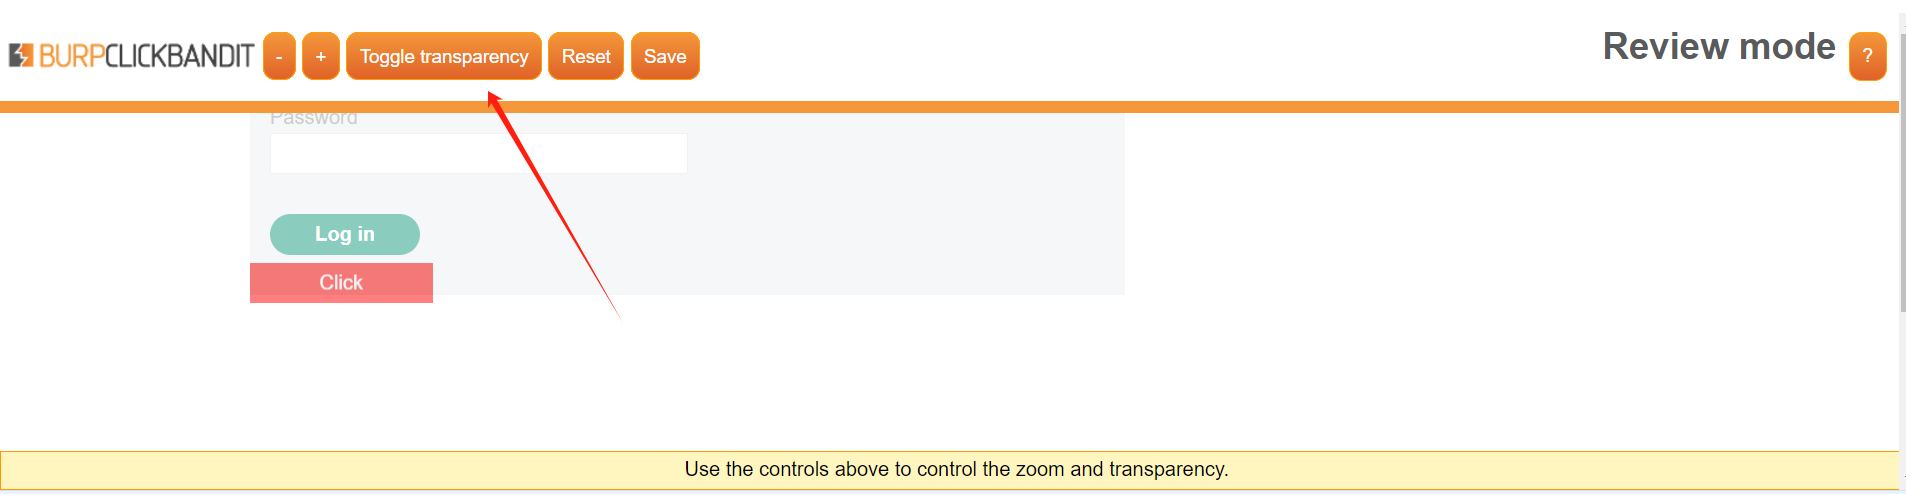 BURPCLICKBANDIT - + Toggle transparency Reset Save Review mode ?
Password
Log in
Click
Use the controls above to control the zoom and transparency.